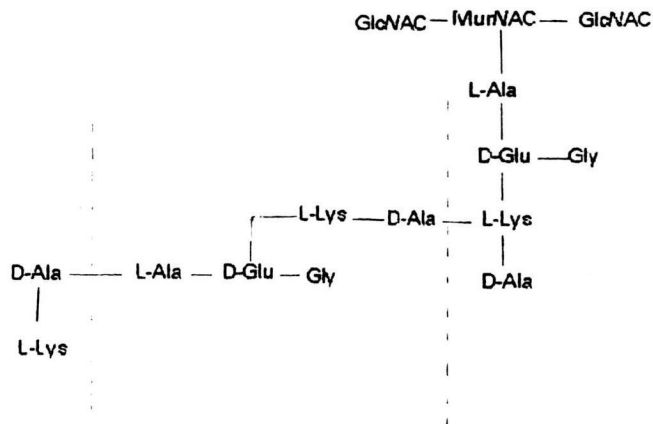 GlcNAC — MurNAC — GlcNAC
L-Ala
D-Glu — Gly
L-Lys — D-Ala — L-Lys
D-Ala — L-Ala — D-Glu — Gly
D-Ala
L-Lys